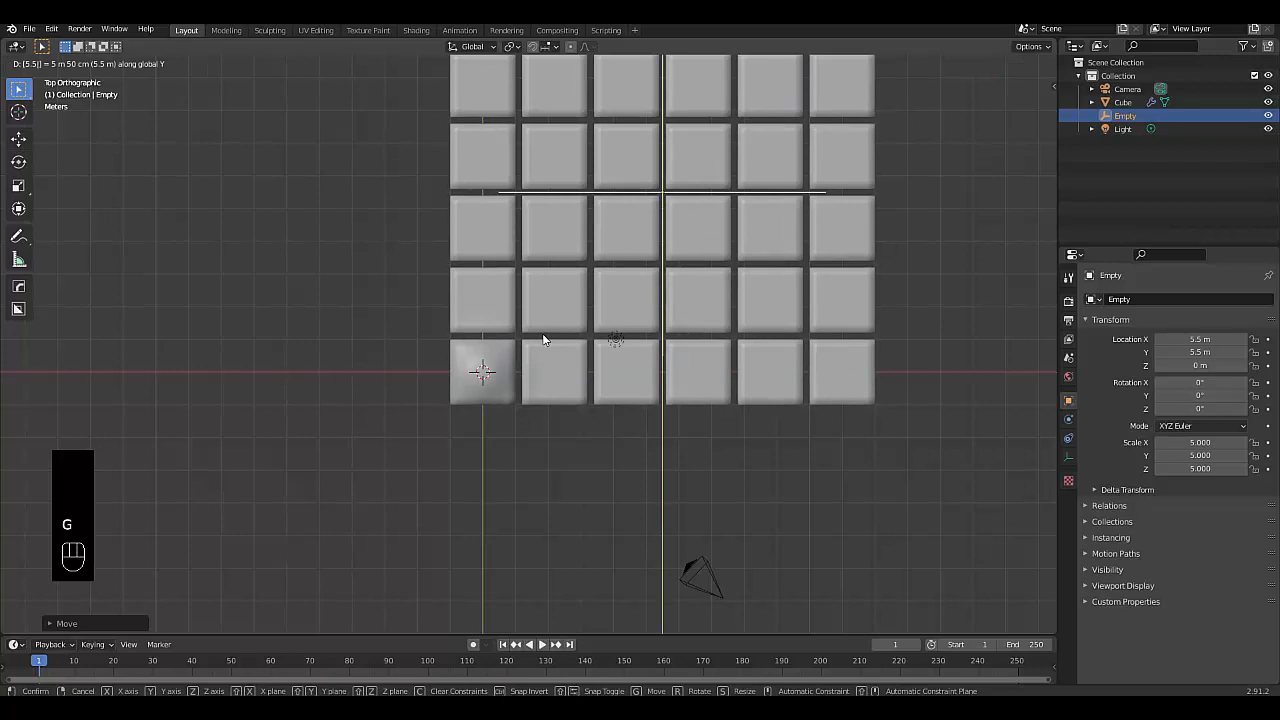 File Edit Render Window Help
Layout Modeling Sculpting UV Editing Texture Paint Shading Animation Rendering Compositing Scripting +
Scene
View Layer
Global
Options
D: [5.5|] = 5 m 50 cm (5.5 m) along global Y
Top Orthographic
(1) Collection | Empty
Meters
Scene Collection
Collection
Camera
Cube
Empty
Light
Empty
Empty
Transform
Location X 5.5 m
Y 5.5 m
Z 0 m
Rotation X 0°
Y 0°
Z 0°
Mode XYZ Euler
Scale X 5.000
Y 5.000
Z 5.000
Delta Transform
Relations
Collections
Instancing
Motion Paths
Visibility
Viewport Display
Custom Properties
G
Move
Playback Keying View Marker
1 Start 1 End 250
1 10 20 30 40 50 60 70 80 90 100 110 120 130 140 150 160 170 180 190 200 210 220 230 240 250
Confirm Cancel X X axis Y Y axis Z Z axis X X plane Y Y plane Z Z plane C Clear Constraints Ctrl Snap Invert Snap Toggle G Move R Rotate S Resize Automatic Constraint Automatic Constraint Plane
2.91.2